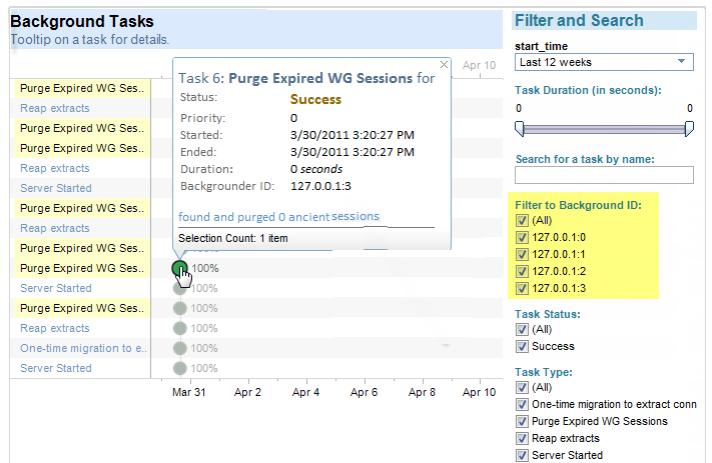 Background Tasks
Tooltip on a task for details.
Apr 10
Purge Expired WG Ses..
Reap extracts
Purge Expired WG Ses..
Purge Expired WG Ses..
Reap extracts
Server Started
Purge Expired WG Ses..
Reap extracts
Purge Expired WG Ses..
Purge Expired WG Ses..
100%
Server Started
100%
Purge Expired WG Ses..
100%
Reap extracts
100%
One-time migration to e..
100%
Server Started
100%
Mar 31 Apr 2 Apr 4 Apr 6 Apr 8 Apr 10
Task 6: Purge Expired WG Sessions for
Status: Success
Priority: 0
Started: 3/30/2011 3:20:27 PM
Ended: 3/30/2011 3:20:27 PM
Duration: 0 seconds
Backgrounder ID: 127.0.0.1:3
found and purged 0 ancient sessions
Selection Count: 1 item
Filter and Search
start_time
Last 12 weeks
Task Duration (in seconds):
0 0
Search for a task by name:
Filter to Background ID:
(All)
127.0.0.1:0
127.0.0.1:1
127.0.0.1:2
127.0.0.1:3
Task Status:
(All)
Success
Task Type:
(All)
One-time migration to extract conn
Purge Expired WG Sessions
Reap extracts
Server Started